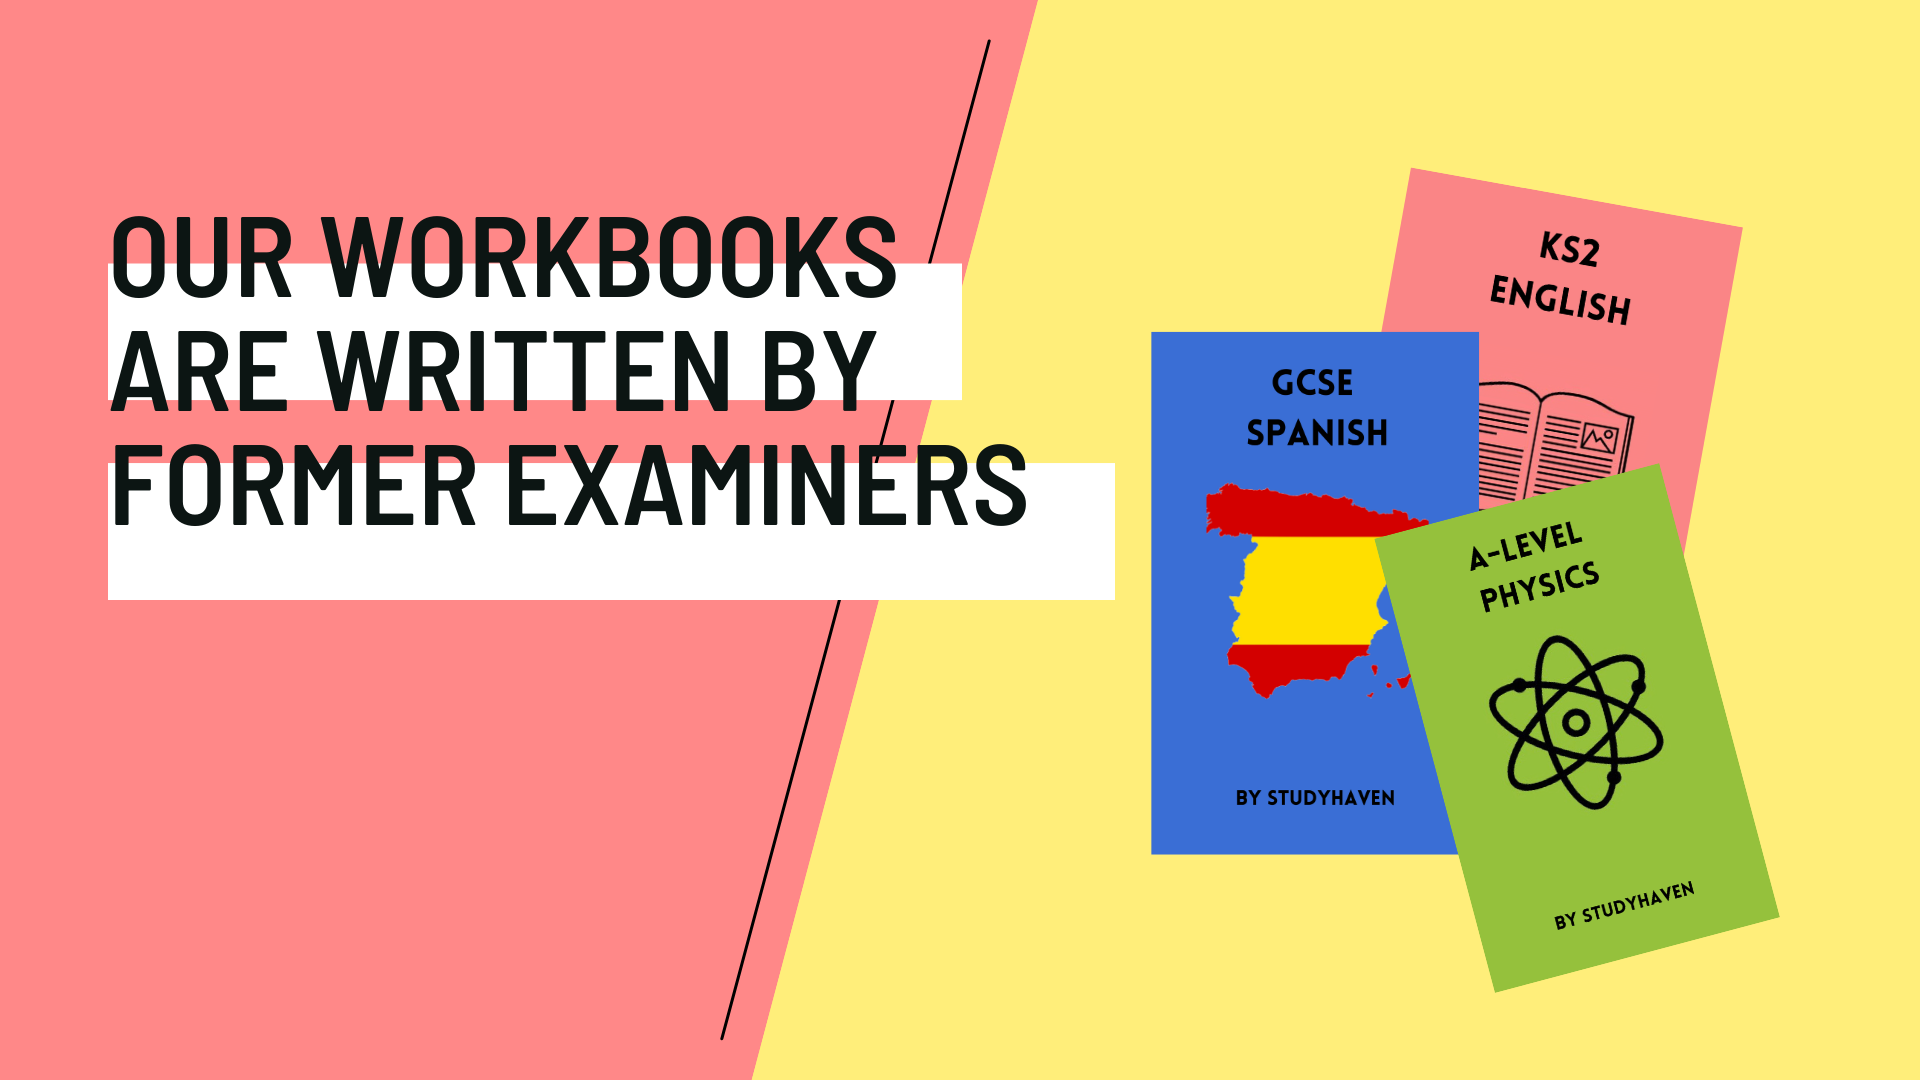 OUR WORKBOOKS
ARE WRITTEN BY
FORMER EXAMINERS
KS2
ENGLISH
GCSE
SPANISH
BY STUDYHAVEN
A-LEVEL
PHYSICS
BY STUDYHAVEN